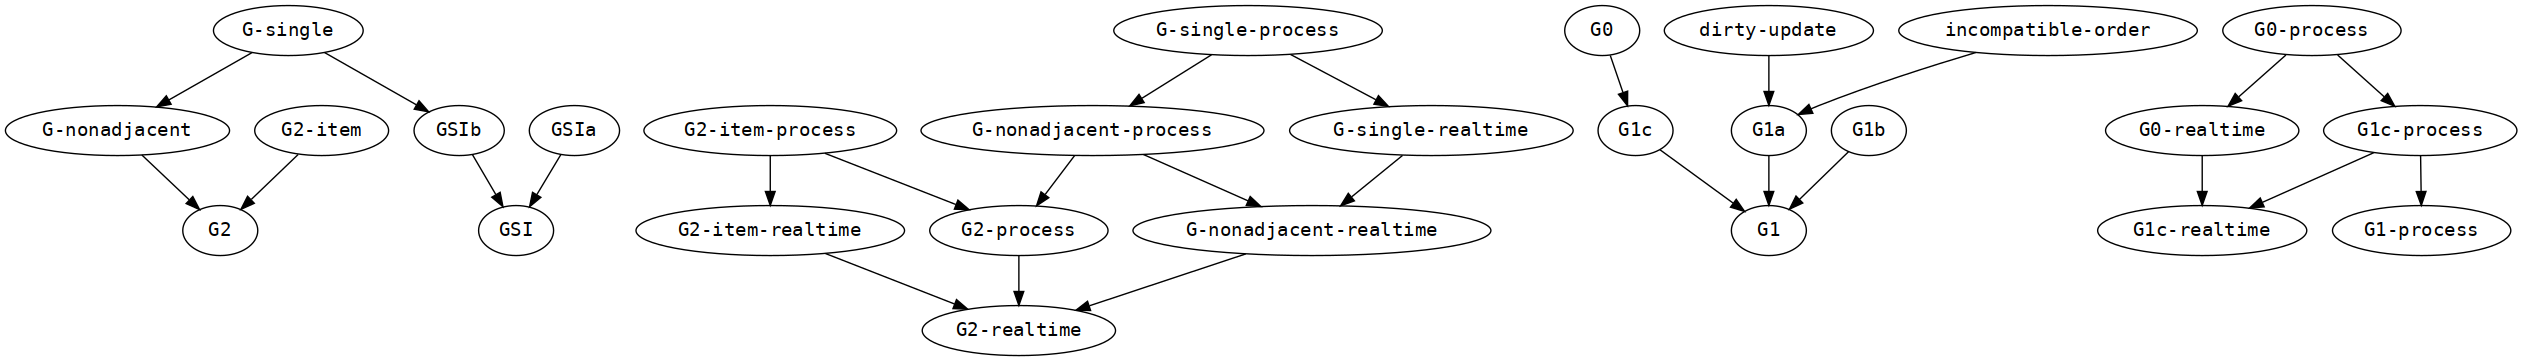 G-single
G-single-process
G0
dirty-update
incompatible-order
G0-process
G-nonadjacent
G2-item
GSIb
GSIa
G2-item-process
G-nonadjacent-process
G-single-realtime
G1c
G1a
G1b
G0-realtime
G1c-process
G2
GSI
G2-item-realtime
G2-process
G-nonadjacent-realtime
G1
G1c-realtime
G1-process
G2-realtime